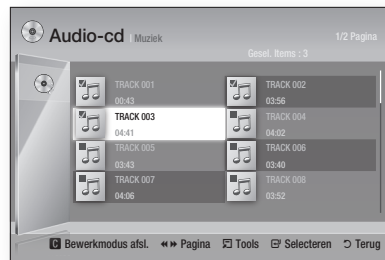 Audio-cd | Muziek
1/2 Pagina
Gesel. Items : 3
TRACK 001
00:43
TRACK 002
03:56
TRACK 003
04:41
TRACK 004
04:02
TRACK 005
03:43
TRACK 006
03:40
TRACK 007
04:06
TRACK 008
03:52
C Bewerkmodus afsl. Pagina Tools Selecteren Terug